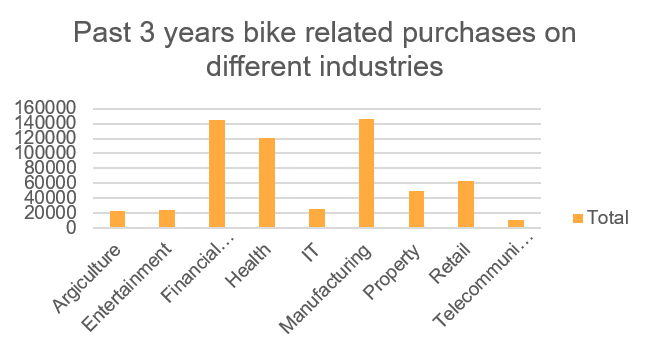 Past 3 years bike related purchases on
different industries
160000
140000
120000
100000
80000
60000
40000
20000
0
Argiculture
Entertainment
Financial...
Health
IT
Manufacturing
Property
Retail
Telecommuni...
Total